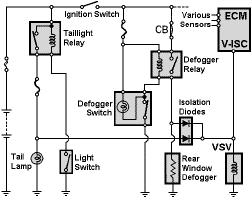 Ignition Switch
Various
Sensors
ECM
V-ISC
Taillight
Relay
CB
Defogger
Relay
Defogger
Switch
Isolation
Diodes
VSV
Tail
Lamp
Light
Switch
Rear
Window
Defogger